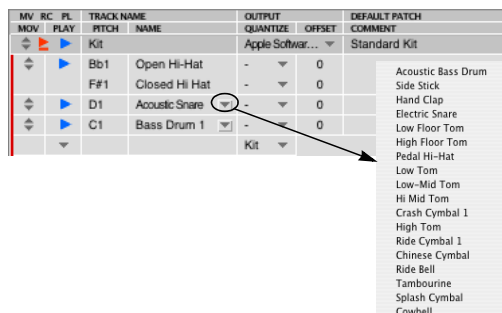 MV RC PL TRACK NAME OUTPUT DEFAULT PATCH
MOV PLAY PITCH NAME QUANTIZE OFFSET COMMENT
Kit Apple Softwar... Standard Kit
Bb1 Open Hi-Hat - 0
F#1 Closed Hi Hat - 0
D1 Acoustic Snare - 0
C1 Bass Drum 1 - 0
Kit
Acoustic Bass Drum
Side Stick
Hand Clap
Electric Snare
Low Floor Tom
High Floor Tom
Pedal Hi-Hat
Low Tom
Low-Mid Tom
Hi Mid Tom
Crash Cymbal 1
High Tom
Ride Cymbal 1
Chinese Cymbal
Ride Bell
Tambourine
Splash Cymbal
Cowbell